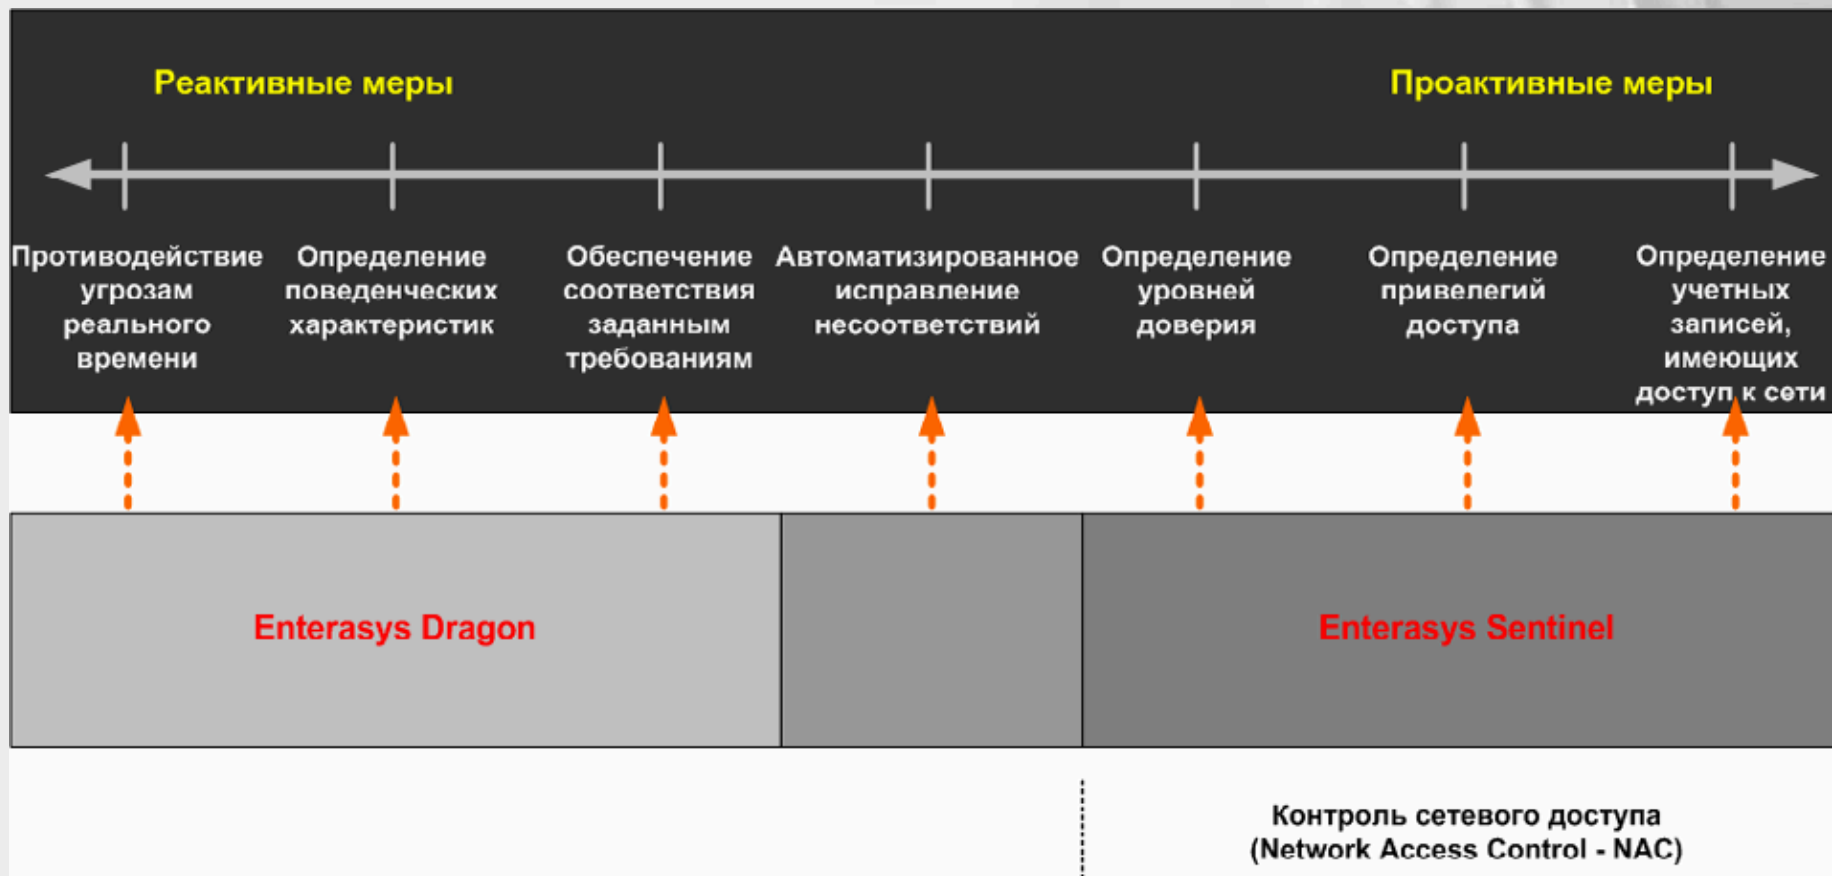 Реактивные меры
Проактивные меры
Противодействие
угрозам
реального
времени
Определение
поведенческих
характеристик
Обеспечение
соответствия
заданным
требованиям
Автоматизированное
исправление
несоответствий
Определение
уровней
доверия
Определение
привелегий
доступа
Определение
учетных
записей,
имеющих
доступ к сети
Enterasys Dragon
Enterasys Sentinel
Контроль сетевого доступа
(Network Access Control - NAC)